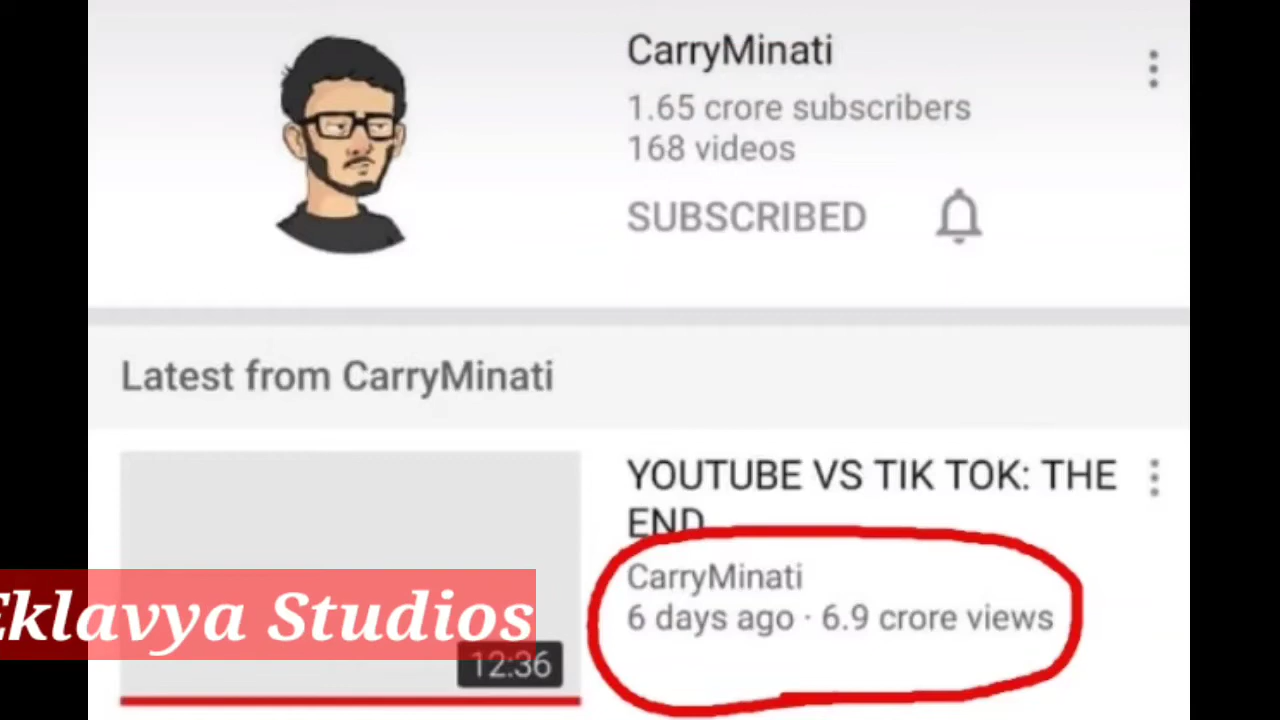 CarryMinati
1.65 crore subscribers
168 videos
SUBSCRIBED
Latest from CarryMinati
YOUTUBE VS TIK TOK: THE
END
CarryMinati
6 days ago · 6.9 crore views
Eklavya Studios
12:36